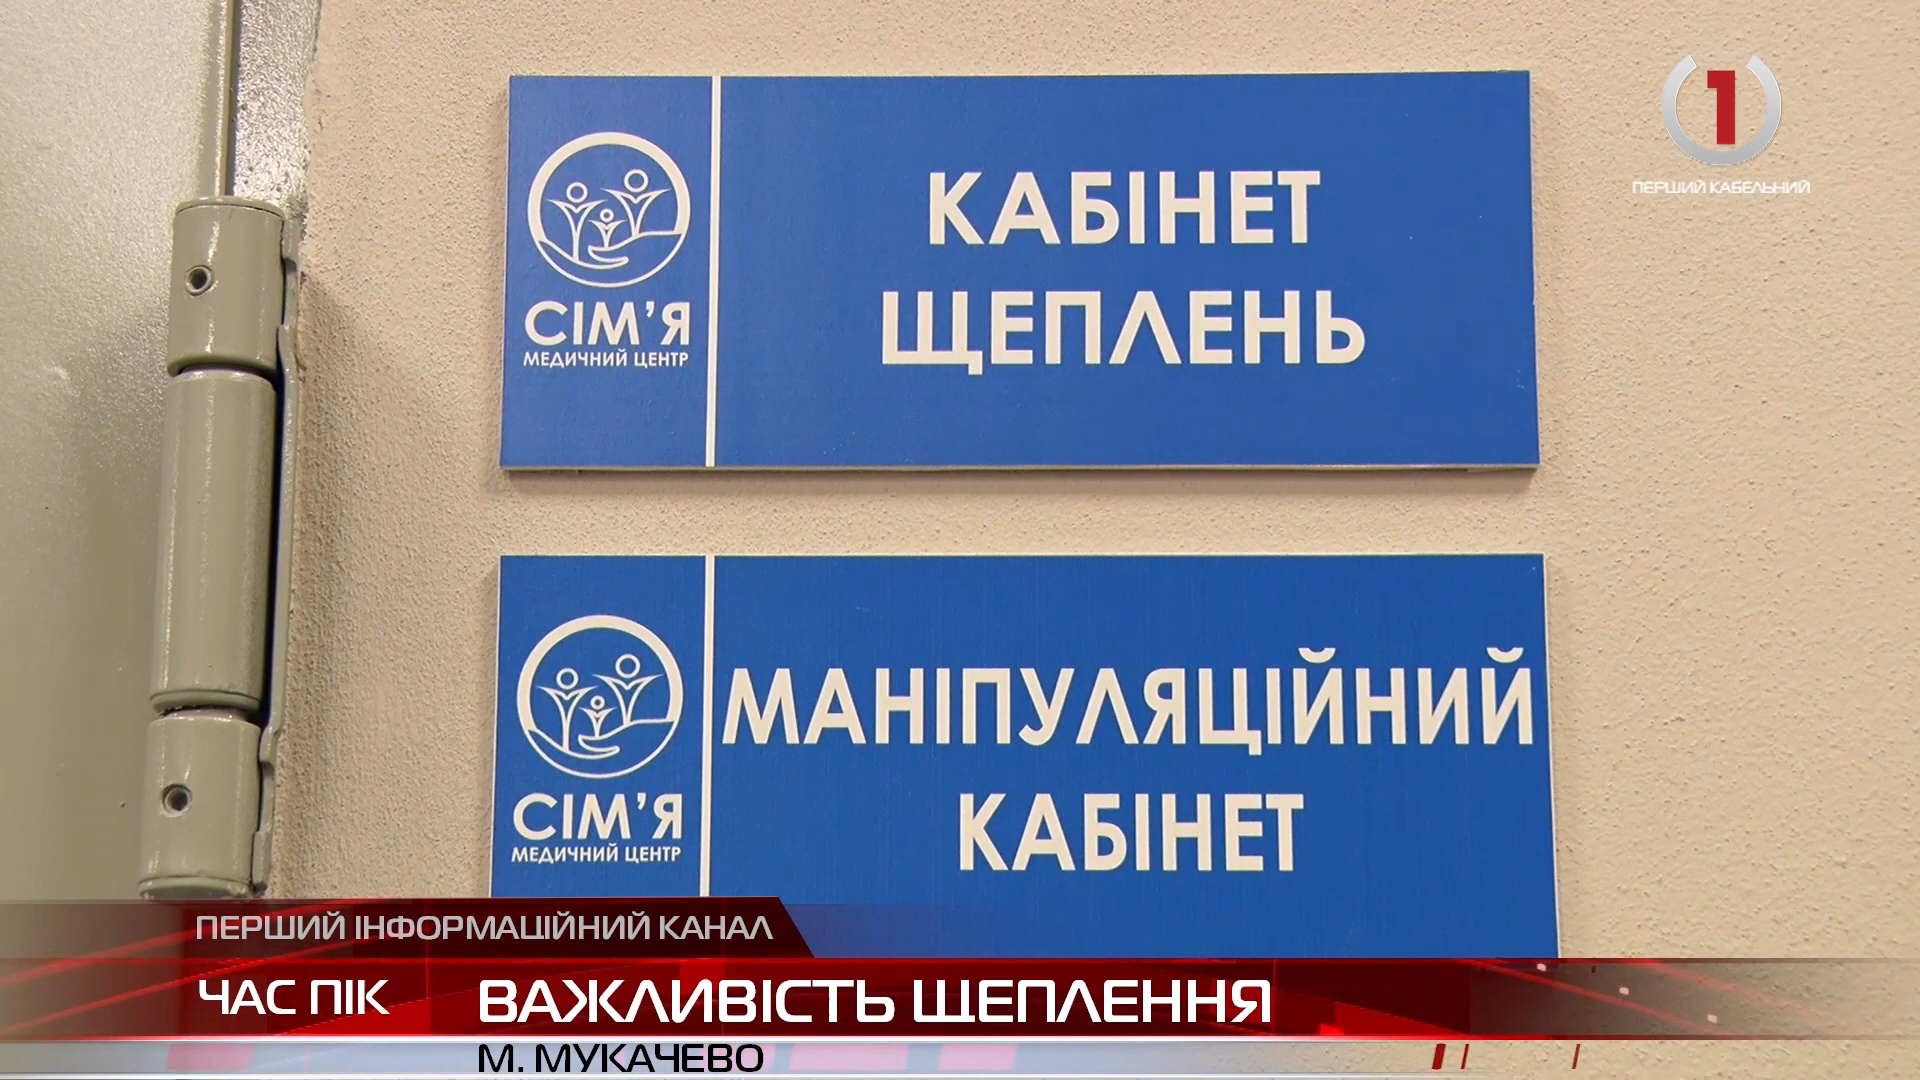 КАБІНЕТ
ЩЕПЛЕНЬ
СІМ’Я
МЕДИЧНИЙ ЦЕНТР
1
ПЕРШИЙ КАБЕЛЬНИЙ
МАНІПУЛЯЦІЙНИЙ
КАБІНЕТ
СІМ’Я
МЕДИЧНИЙ ЦЕНТР
ПЕРШИЙ ІНФОРМАЦІЙНИЙ КАНАЛ
ЧАС ПІК
ВАЖЛИВІСТЬ ЩЕПЛЕННЯ
М. МУКАЧЕВО